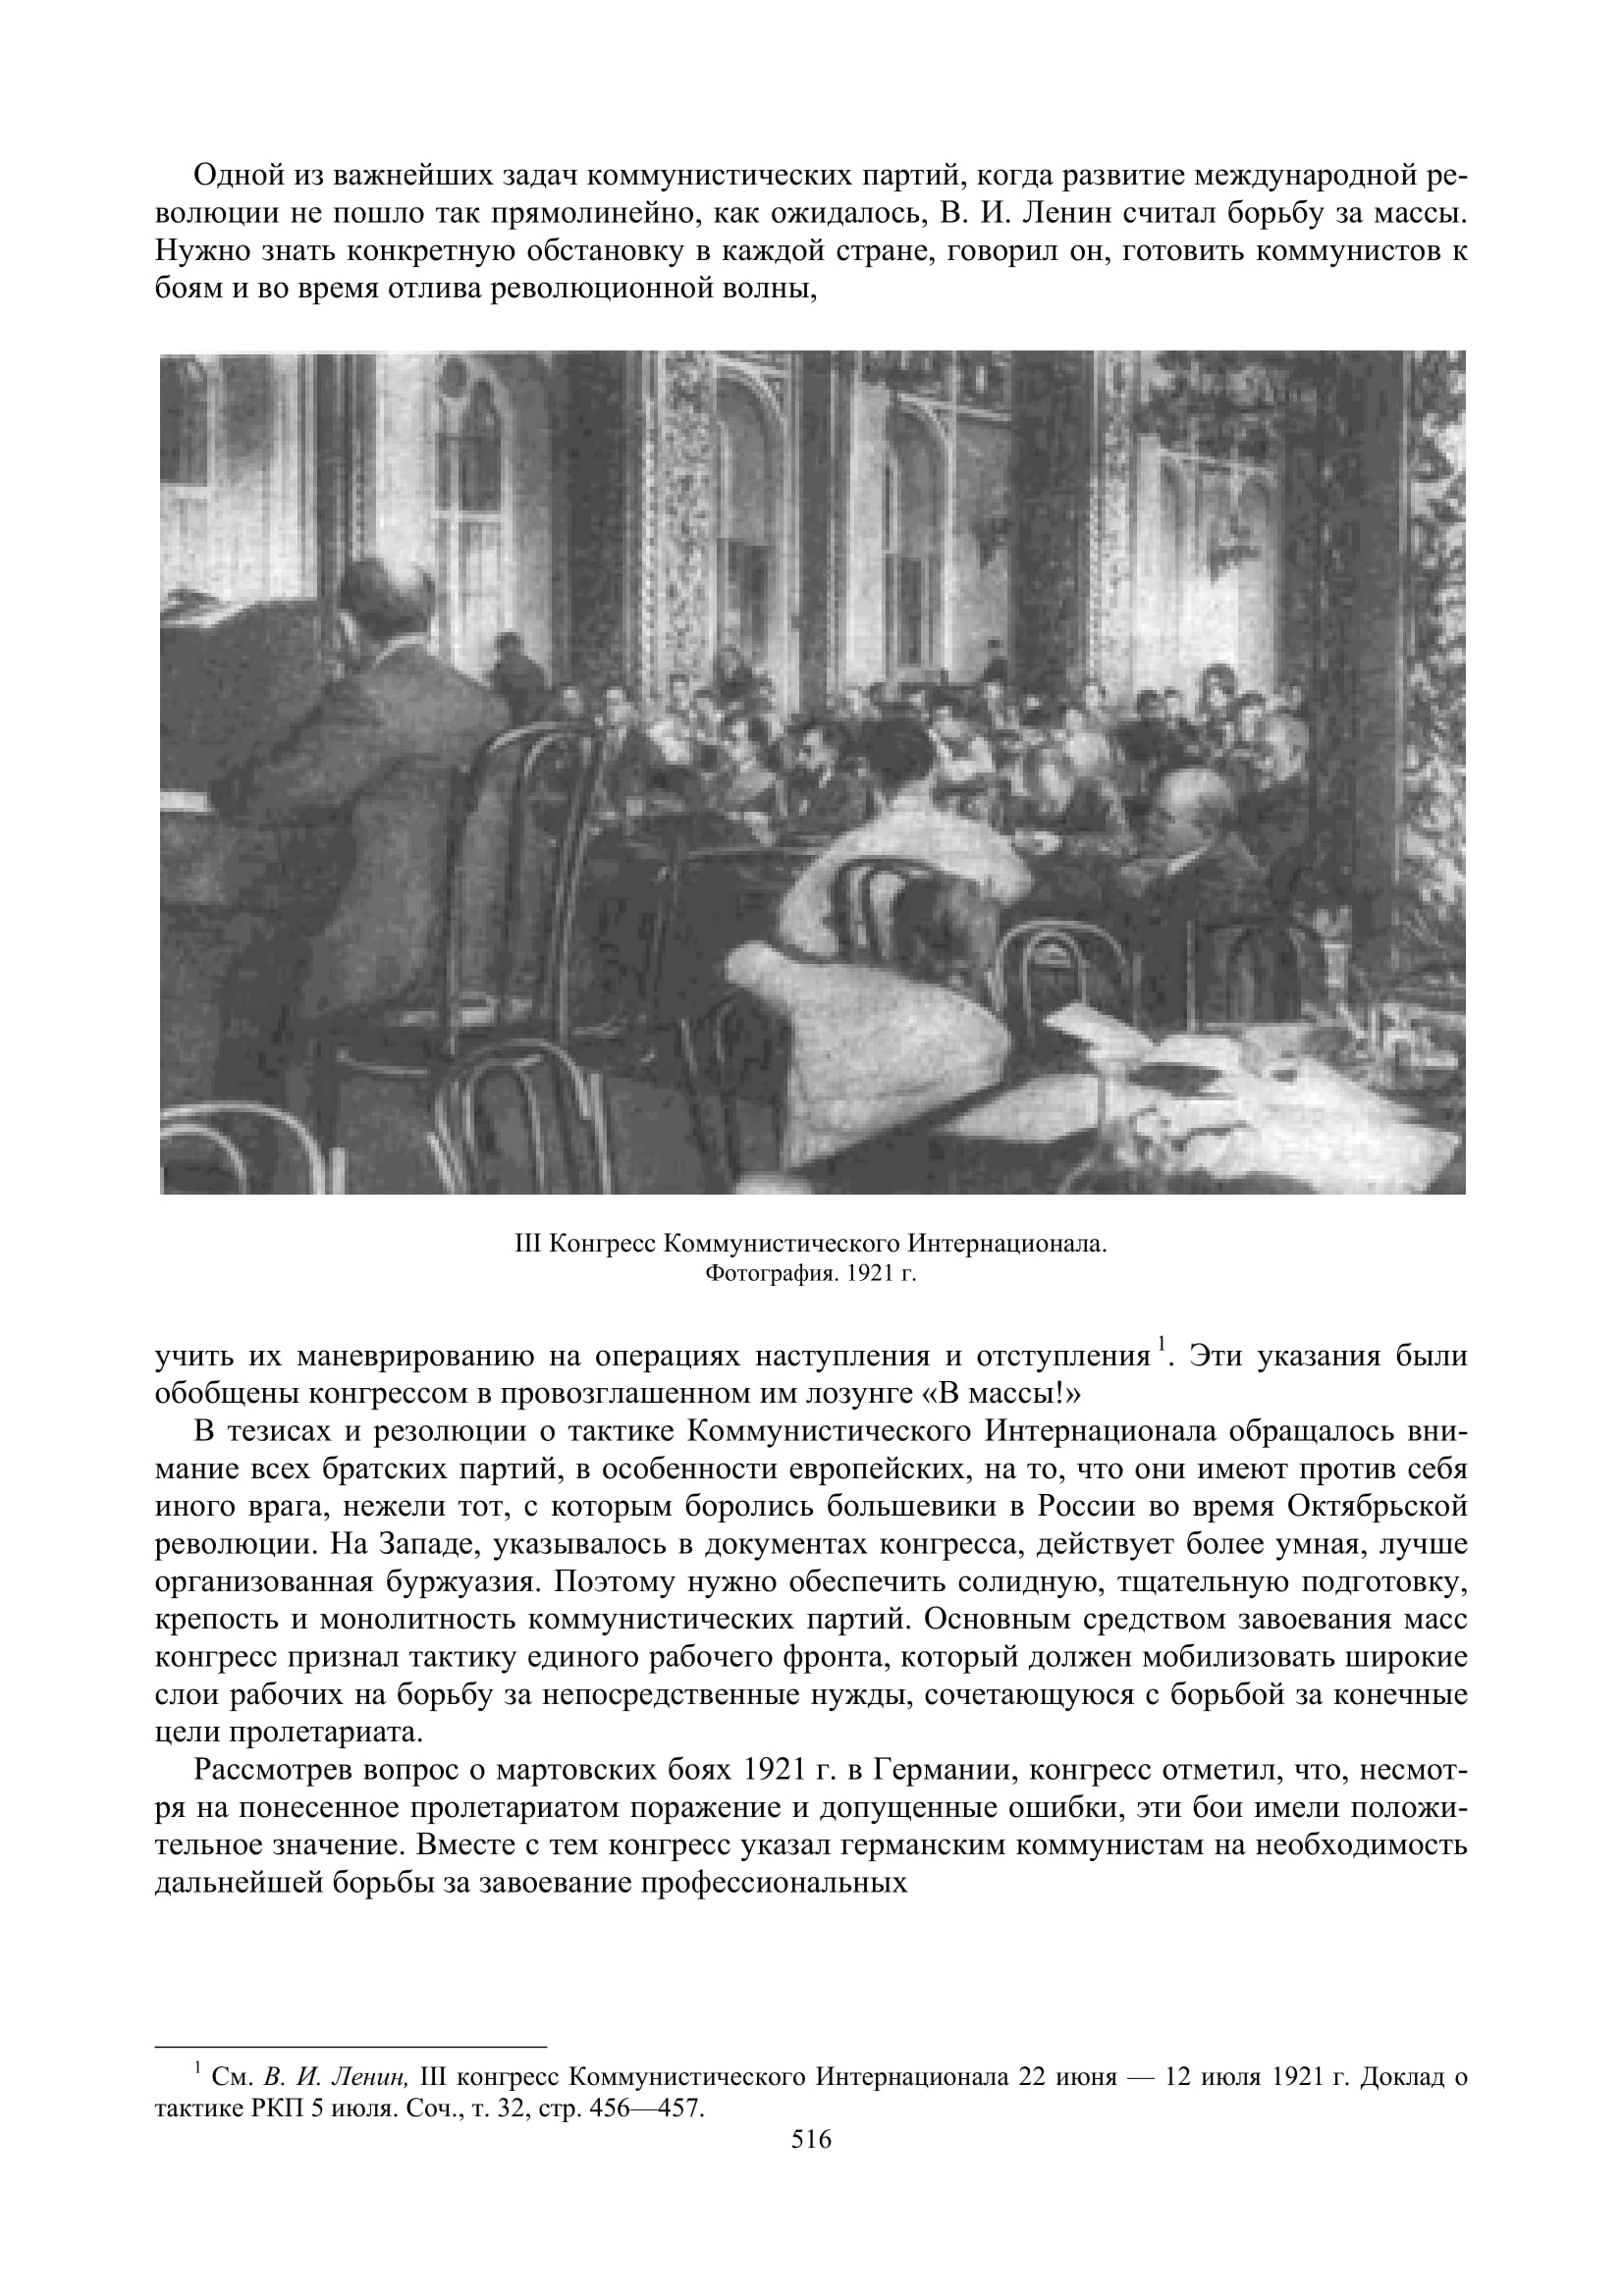 Одной из важнейших задач коммунистических партий, когда развитие международной ре-
волюции не пошло так прямолинейно, как ожидалось, В. И. Ленин считал борьбу за массы.
Нужно знать конкретную обстановку в каждой стране, говорил он, готовить коммунистов к
боям и во время отлива революционной волны,
III Конгресс Коммунистического Интернационала.
Фотография. 1921 г.
учить их маневрированию на операциях наступления и отступления 1. Эти указания были
обобщены конгрессом в провозглашенном им лозунге «В массы!»
В тезисах и резолюции о тактике Коммунистического Интернационала обращалось вни-
мание всех братских партий, в особенности европейских, на то, что они имеют против себя
иного врага, нежели тот, с которым боролись большевики в России во время Октябрьской
революции. На Западе, указывалось в документах конгресса, действует более умная, лучше
организованная буржуазия. Поэтому нужно обеспечить солидную, тщательную подготовку,
крепость и монолитность коммунистических партий. Основным средством завоевания масс
конгресс признал тактику единого рабочего фронта, который должен мобилизовать широкие
слои рабочих на борьбу за непосредственные нужды, сочетающуюся с борьбой за конечные
цели пролетариата.
Рассмотрев вопрос о мартовских боях 1921 г. в Германии, конгресс отметил, что, несмот-
ря на понесенное пролетариатом поражение и допущенные ошибки, эти бои имели положи-
тельное значение. Вместе с тем конгресс указал германским коммунистам на необходимость
дальнейшей борьбы за завоевание профессиональных
1 См. В. И. Ленин, III конгресс Коммунистического Интернационала 22 июня — 12 июля 1921 г. Доклад о
тактике РКП 5 июля. Соч., т. 32, стр. 456—457.
516